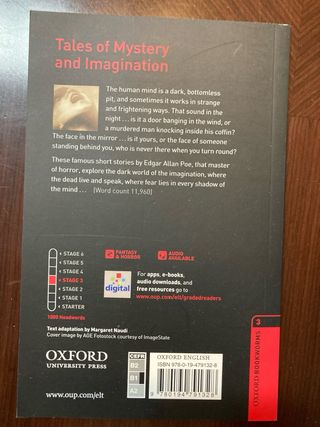 Tales of Mystery
and Imagination
The human mind is a dark, bottomless
pit, and sometimes it works in strange
and frightening ways. That sound in the
night . . . is it a door banging in the wind, or
a murdered man knocking inside his coffin?
The face in the mirror . . . is it yours, or the face of someone
standing behind you, who is never there when you turn round?
These famous short stories by Edgar Allan Poe, that master
of horror, explore the dark world of the imagination, where
the dead live and speak, where fear lies in every shadow of
the mind . . . [Word count 11,960]
STAGE 6
STAGE 5
STAGE 4
STAGE 3
STAGE 2
STAGE 1
STARTER
1000 Headwords
FANTASY
& HORROR
AUDIO
AVAILABLE
digital
For apps, e-books,
audio downloads, and
free resources go to
www.oup.com/elt/gradedreaders
Text adaptation by Margaret Naudi
Cover image by AGE Fotostock courtesy of ImageState
OXFORD
UNIVERSITY PRESS
www.oup.com/elt
CEFR
B2
B1
A2
OXFORD ENGLISH
ISBN 978-0-19-479132-8
9 780194 791328
OXFORD BOOKWORMS
3